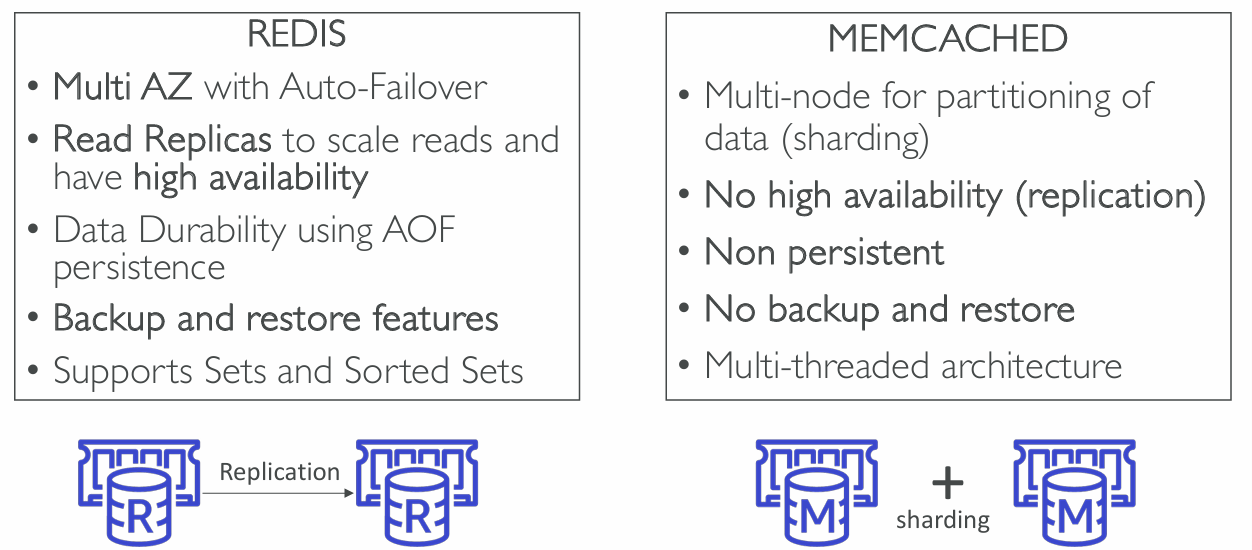 REDIS
• Multi AZ with Auto-Failover
• Read Replicas to scale reads and
have high availability
• Data Durability using AOF
persistence
• Backup and restore features
• Supports Sets and Sorted Sets
MEMCACHED
• Multi-node for partitioning of
data (sharding)
• No high availability (replication)
• Non persistent
• No backup and restore
• Multi-threaded architecture
R
Replication
R
M
+
sharding
M